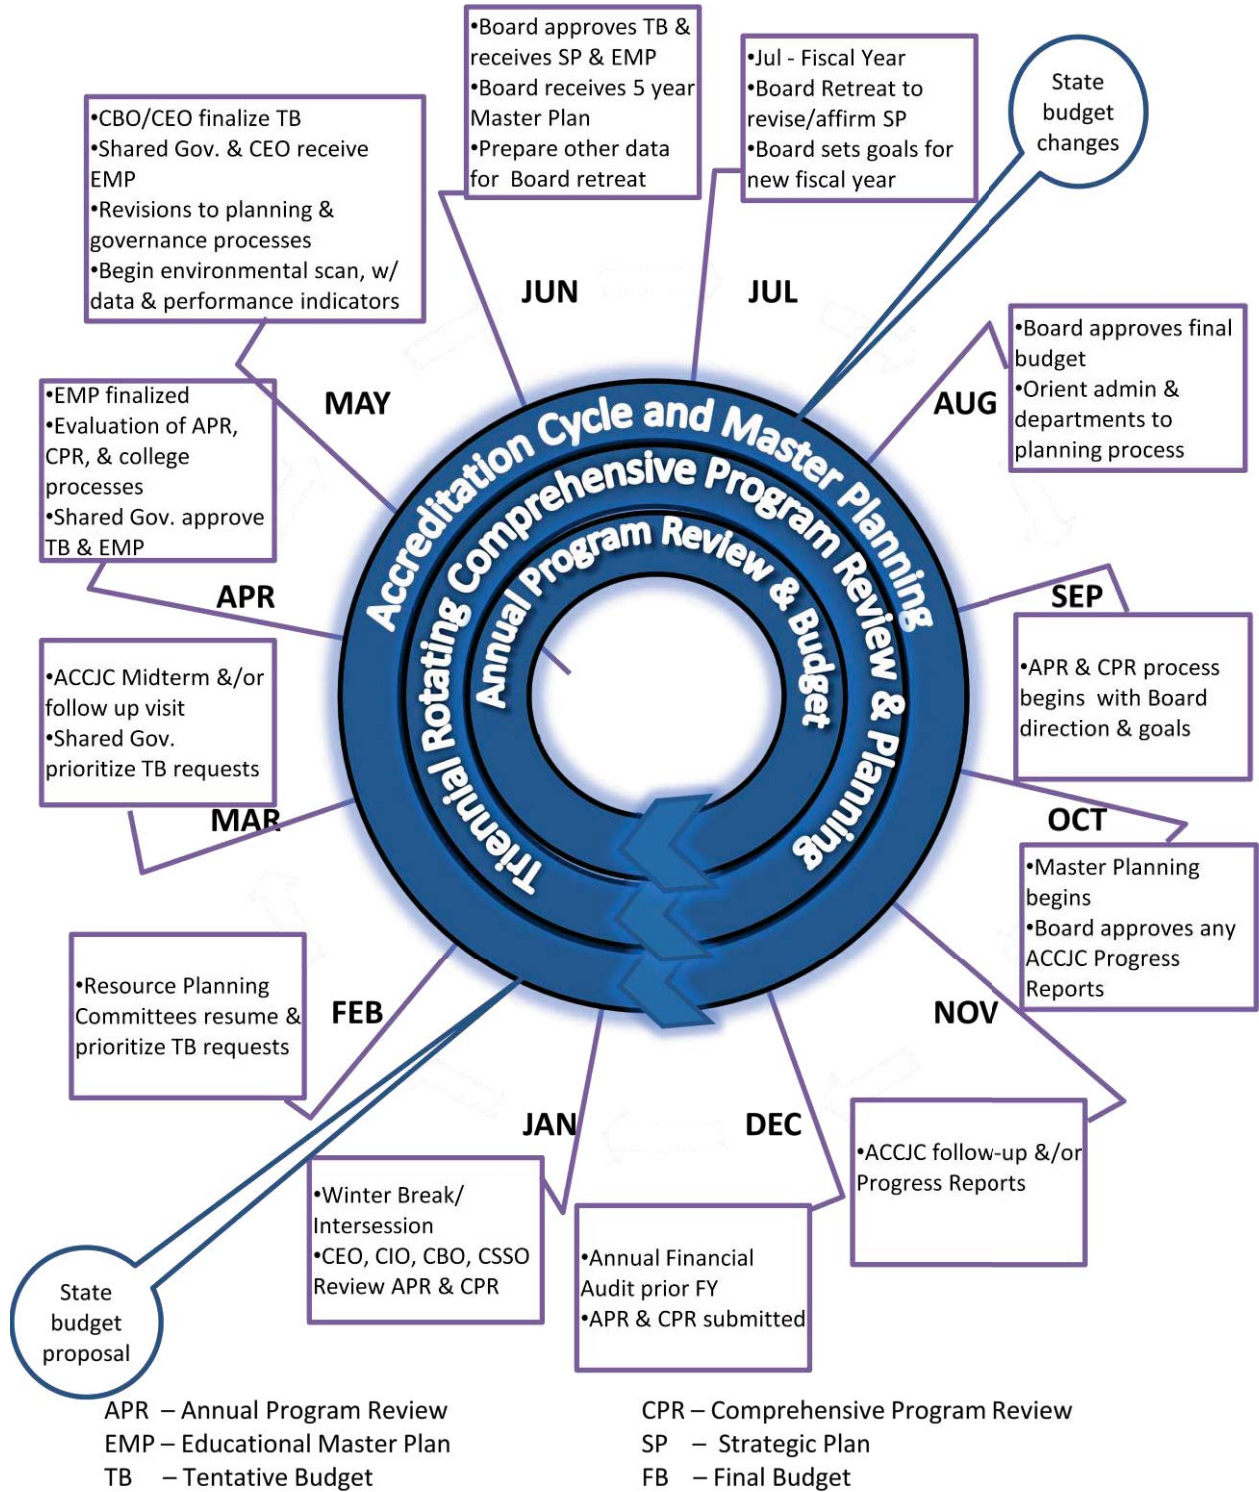 •Board approves TB &
receives SP & EMP
•Board receives 5 year
Master Plan
•Prepare other data
for Board retreat
•Jul - Fiscal Year
•Board Retreat to
revise/affirm SP
•Board sets goals for
new fiscal year
State
budget
changes
•CBO/CEO finalize TB
•Shared Gov. & CEO receive
EMP
•Revisions to planning &
governance processes
•Begin environmental scan, w/
data & performance indicators
JUN
JUL
•Board approves final
budget
•Orient admin &
departments to
planning process
MAY
AUG
•EMP finalized
•Evaluation of APR,
CPR, & college
processes
•Shared Gov. approve
TB & EMP
Accreditation Cycle and Master Planning
Triennial Rotating Comprehensive Program Review & Planning
Annual Program Review & Budget
APR
SEP
•ACCJC Midterm &/or
follow up visit
•Shared Gov.
prioritize TB requests
•APR & CPR process
begins with Board
direction & goals
MAR
OCT
•Master Planning
begins
•Board approves any
ACCJC Progress
Reports
•Resource Planning
Committees resume &
prioritize TB requests
FEB
NOV
JAN
DEC
•ACCJC follow-up &/or
Progress Reports
•Winter Break/
Intersession
•CEO, CIO, CBO, CSSO
Review APR & CPR
•Annual Financial
Audit prior FY
•APR & CPR submitted
State
budget
proposal
APR – Annual Program Review
EMP – Educational Master Plan
TB – Tentative Budget
CPR – Comprehensive Program Review
SP – Strategic Plan
FB – Final Budget